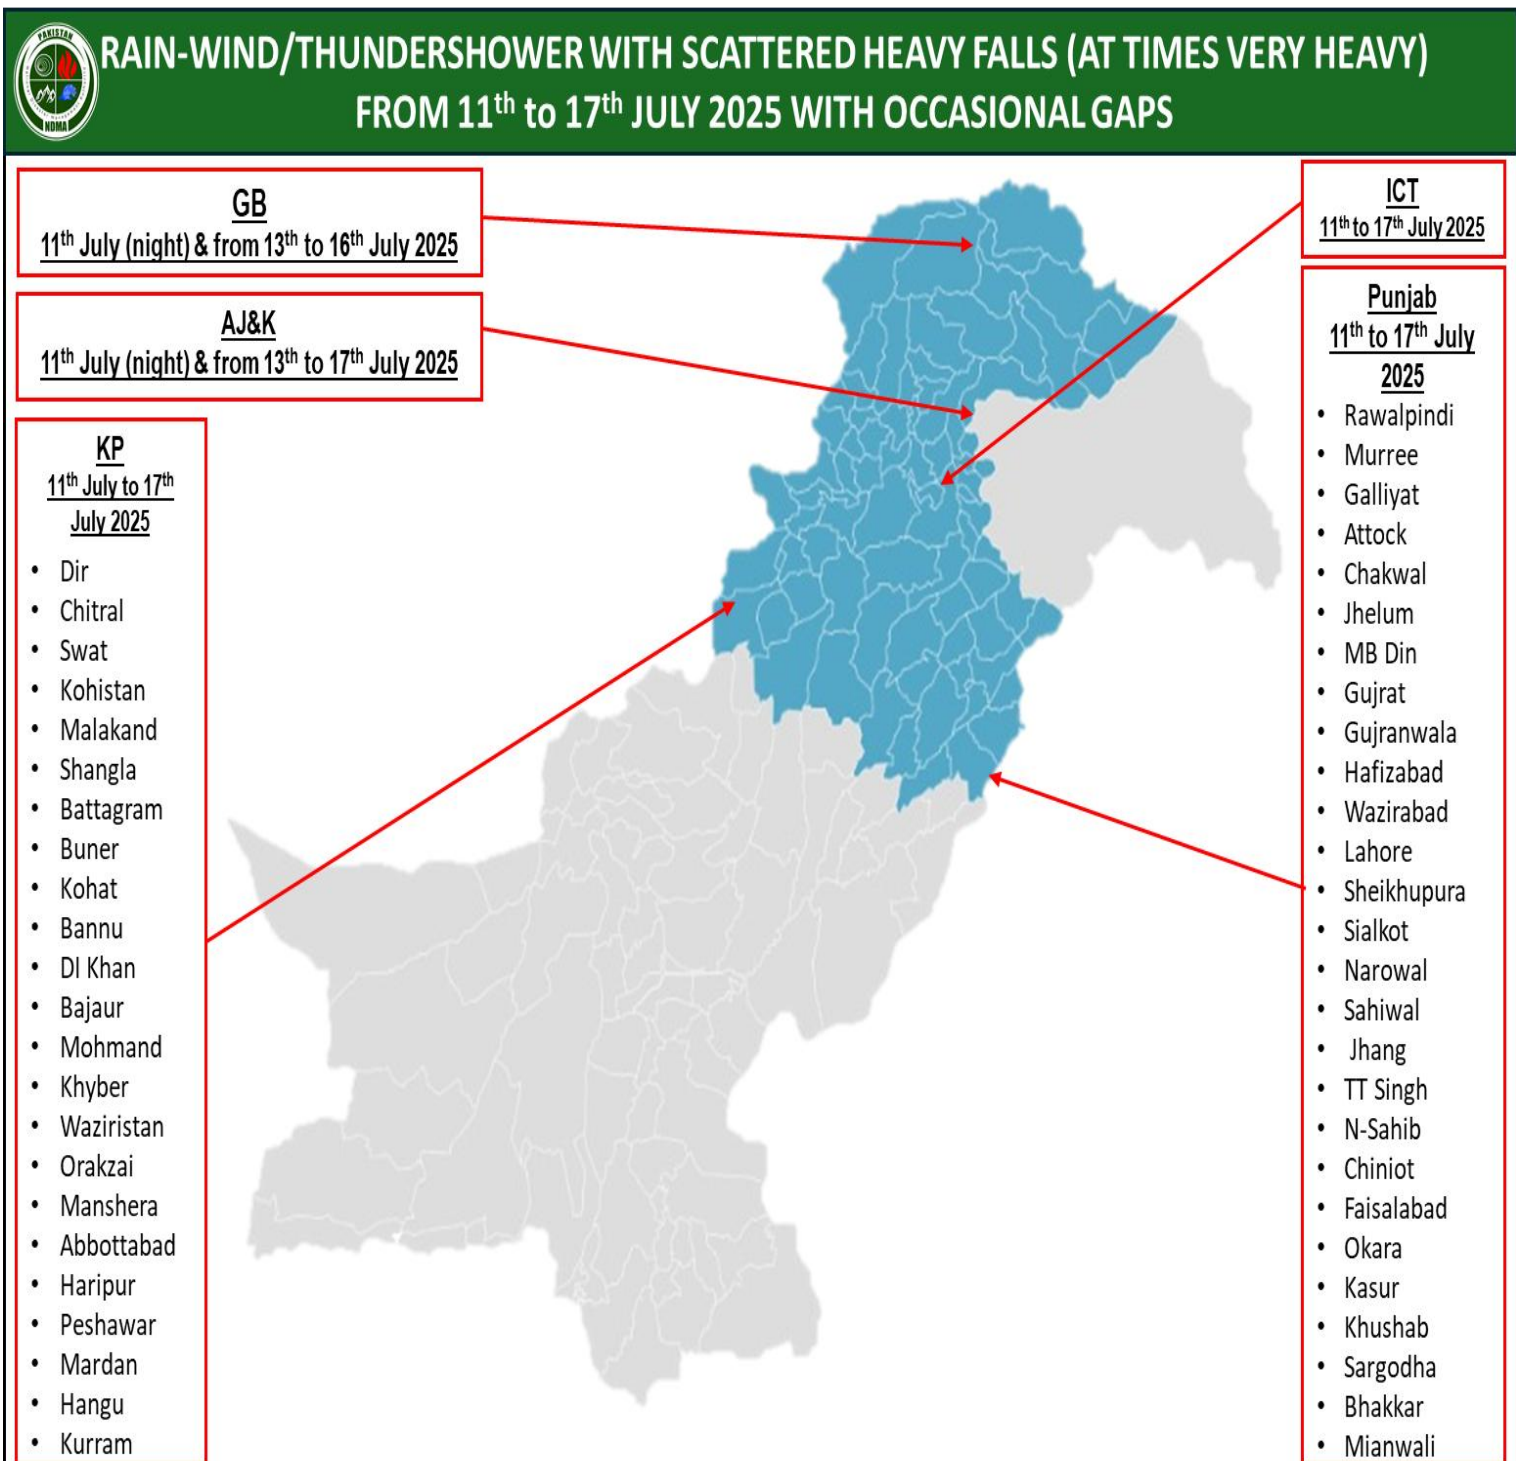 PAKISTAN
NDMA
RAIN-WIND/THUNDERSHOWER WITH SCATTERED HEAVY FALLS (AT TIMES VERY HEAVY)
FROM 11th to 17th JULY 2025 WITH OCCASIONAL GAPS
GB
11th July (night) & from 13th to 16th July 2025
AJ&K
11th July (night) & from 13th to 17th July 2025
KP
11th July to 17th
July 2025
• Dir
• Chitral
• Swat
• Kohistan
• Malakand
• Shangla
• Battagram
• Buner
• Kohat
• Bannu
• DI Khan
• Bajaur
• Mohmand
• Khyber
• Waziristan
• Orakzai
• Manshera
• Abbottabad
• Haripur
• Peshawar
• Mardan
• Hangu
• Kurram
ICT
11th to 17th July 2025
Punjab
11th to 17th July
2025
• Rawalpindi
• Murree
• Galliyat
• Attock
• Chakwal
• Jhelum
• MB Din
• Gujrat
• Gujranwala
• Hafizabad
• Wazirabad
• Lahore
• Sheikhupura
• Sialkot
• Narowal
• Sahiwal
• Jhang
• TT Singh
• N-Sahib
• Chiniot
• Faisalabad
• Okara
• Kasur
• Khushab
• Sargodha
• Bhakkar
• Mianwali